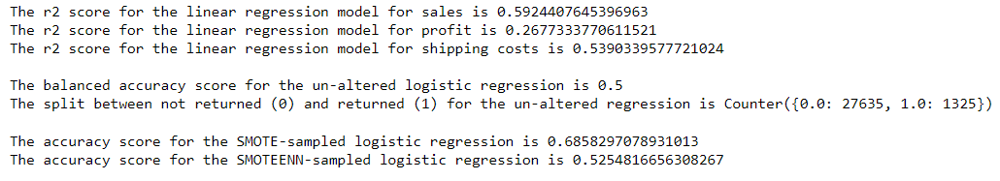 The r2 score for the linear regression model for sales is 0.5924407645396963
The r2 score for the linear regression model for profit is 0.2677333770611521
The r2 score for the linear regression model for shipping costs is 0.5390339577721024
The balanced accuracy score for the un-altered logistic regression is 0.5
The split between not returned (0) and returned (1) for the un-altered regression is Counter({0.0: 27635, 1.0: 1325})
The accuracy score for the SMOTE-sampled logistic regression is 0.6858297078931013
The accuracy score for the SMOTEENN-sampled logistic regression is 0.5254816656308267